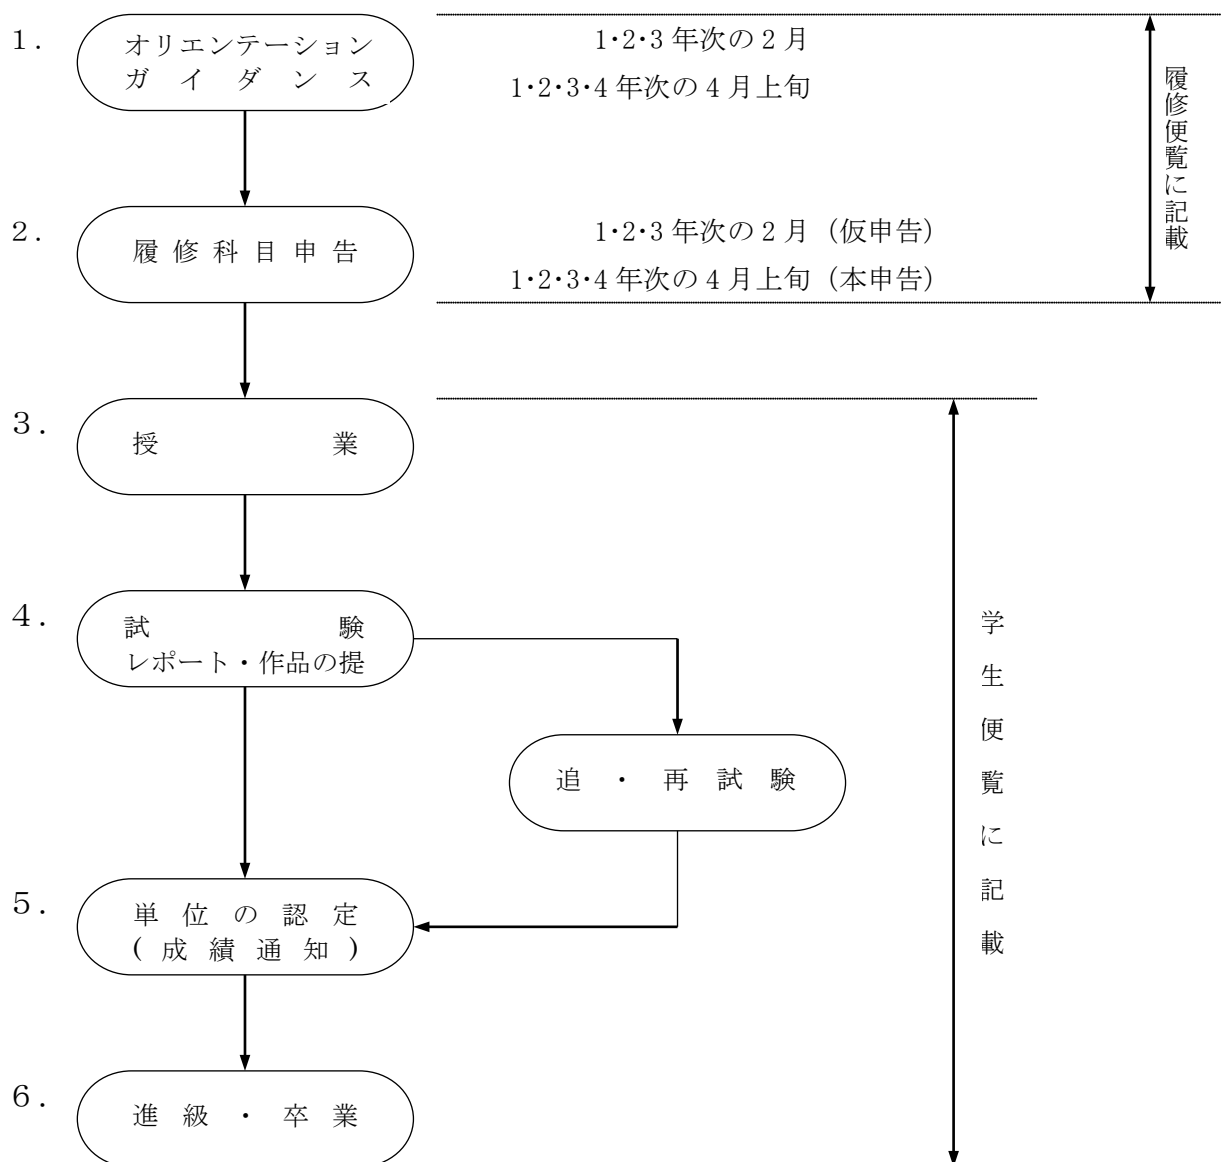 1.
オリエンテーション
ガイダンス
1・2・3年次の2月
1・2・3・4年次の4月上旬
履修便覧に記載
2.
履修科目申告
1・2・3年次の2月（仮申告）
1・2・3・4年次の4月上旬（本申告）
3.
授業
4.
試験
レポート・作品の提
追・再試験
学生便覧に記載
5.
単位の認定
(成績通知)
6.
進級・卒業